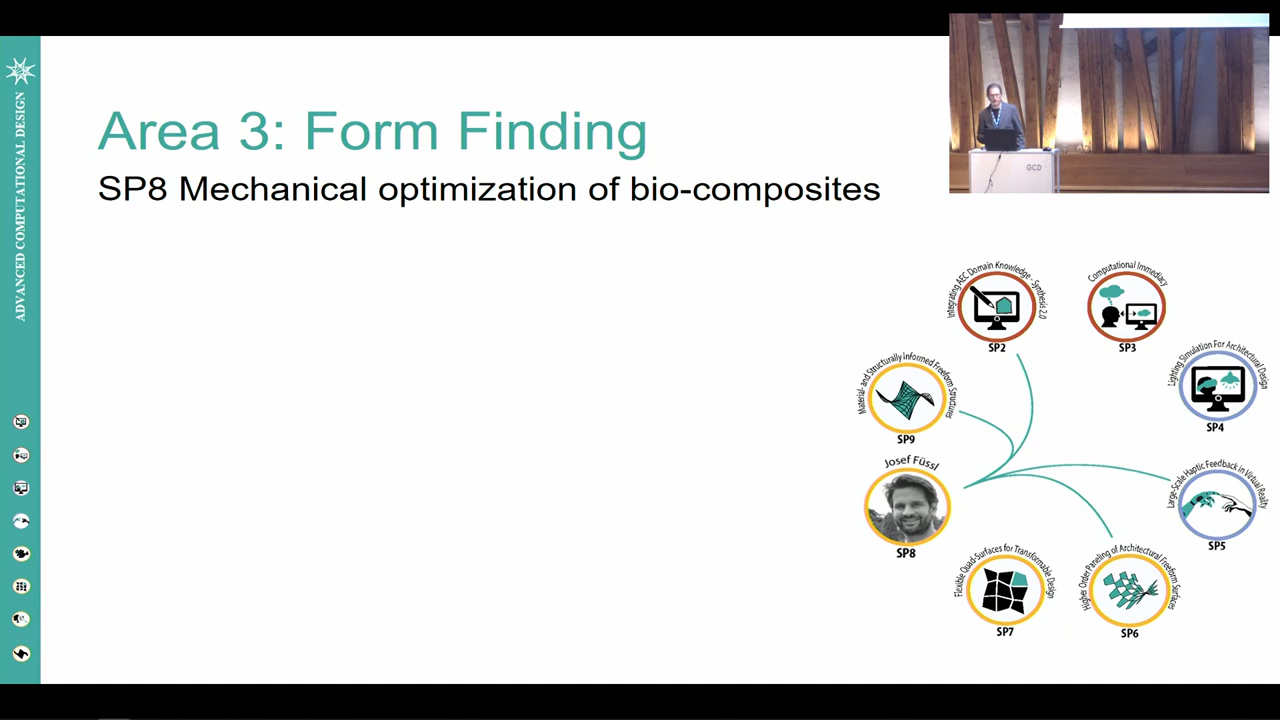 ADVANCED COMPUTATIONAL DESIGN
Area 3: Form Finding
SP8 Mechanical optimization of bio-composites
GCD
Integrating AEC Domain Knowledge - Synthesis 2.0
SP2
Computational Immediacy
SP3
Lighting Simulation For Architectural Design
SP4
Material- and Structurally Informed Freeform Structures
SP9
Josef Füssl
SP8
Large-Scale Haptic Feedback in Virtual Reality
SP5
Flexible Quad-Surfaces for Transformable Design
SP7
Higher Order Paneling of Architectural Freeform Surfaces
SP6